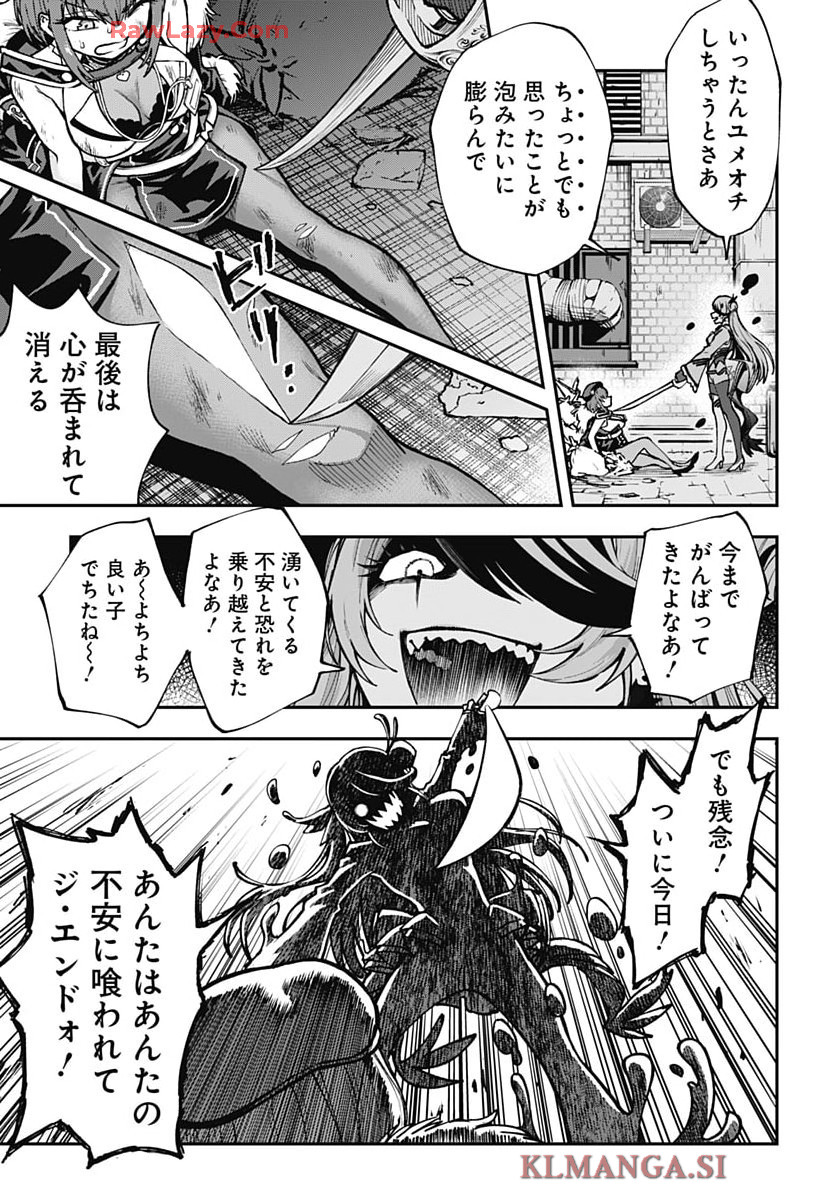 RawLazy.Com
いったんユメオチ
しちゃうとさあ
ちょっとでも
思ったことが
泡みたいに
膨らんで
ドッ
最後は
心が呑まれて
消える
今まで
がんばって
きたよなあ!
湧いてくる
不安と恐れを
乗り越えてきた
よなあ!
あ〜よちよち
良い子
でちたね〜!
でも残念!
ついに今日!
あんたはあんたの
不安に喰われて
ジ・エンドォ!
KLMANGA.SI